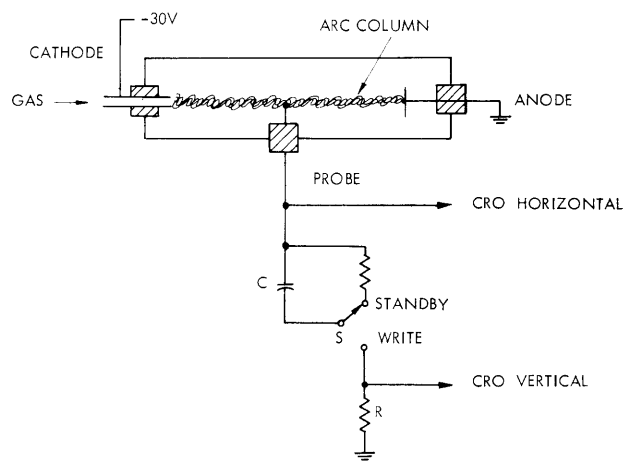 -30V
ARC COLUMN
CATHODE
GAS
ANODE
PROBE
CRO HORIZONTAL
C
STANDBY
S
WRITE
CRO VERTICAL
R